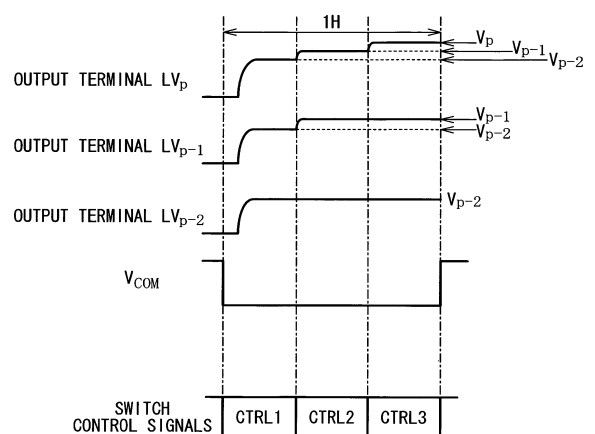 1H
Vp
Vp-1
Vp-2
OUTPUT TERMINAL LVp
Vp-1
Vp-2
OUTPUT TERMINAL LVp-1
Vp-2
OUTPUT TERMINAL LVp-2
VCOM
SWITCH
CONTROL SIGNALS
CTRL1
CTRL2
CTRL3